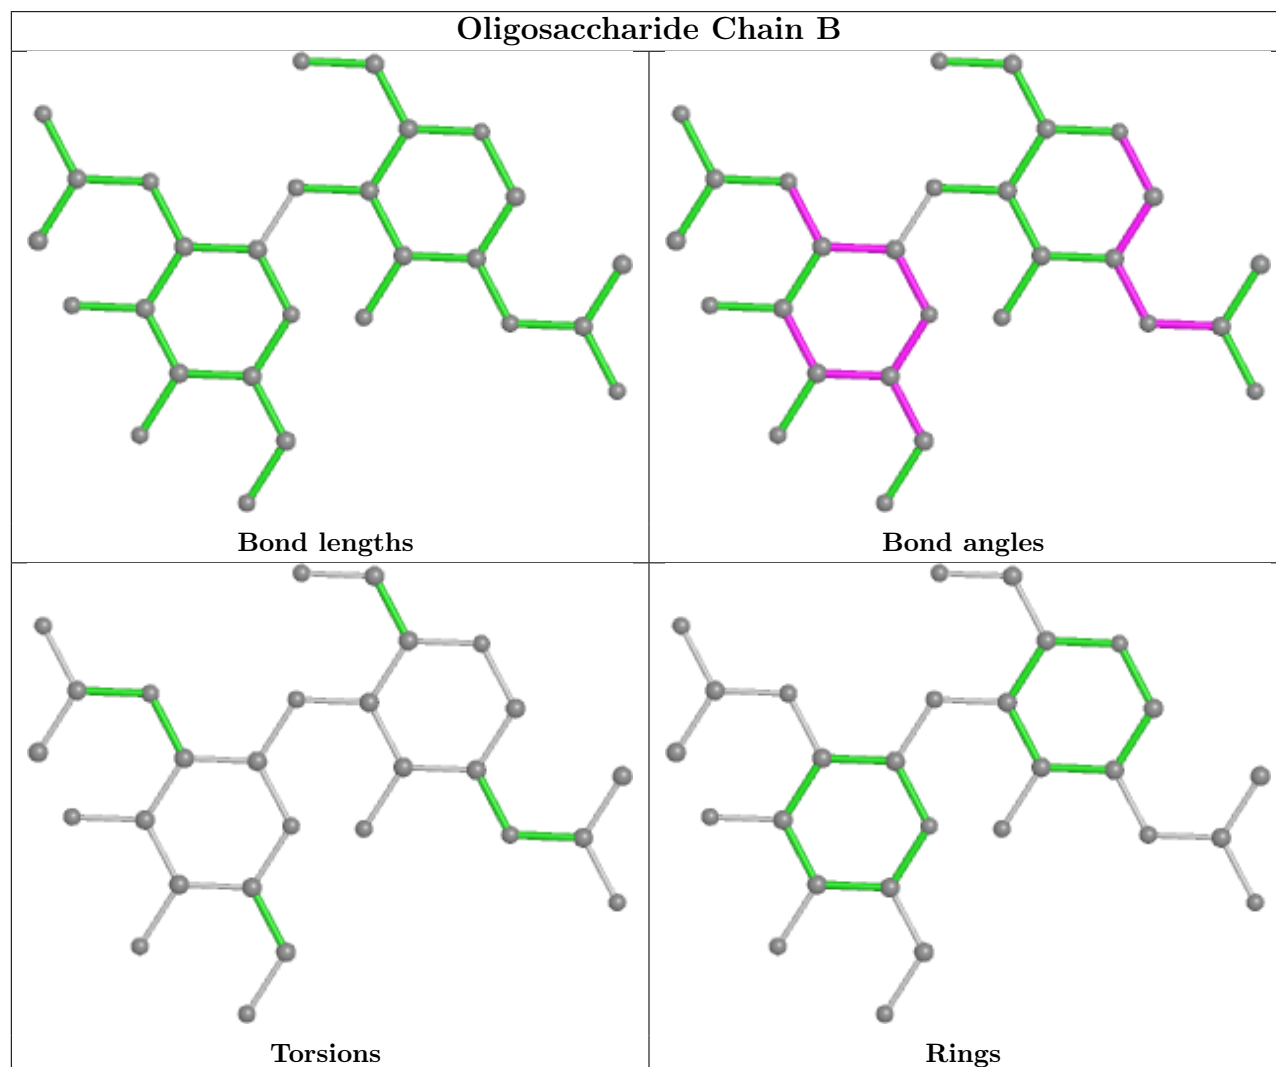 Oligosaccharide Chain B
Bond lengths
Bond angles
Torsions
Rings